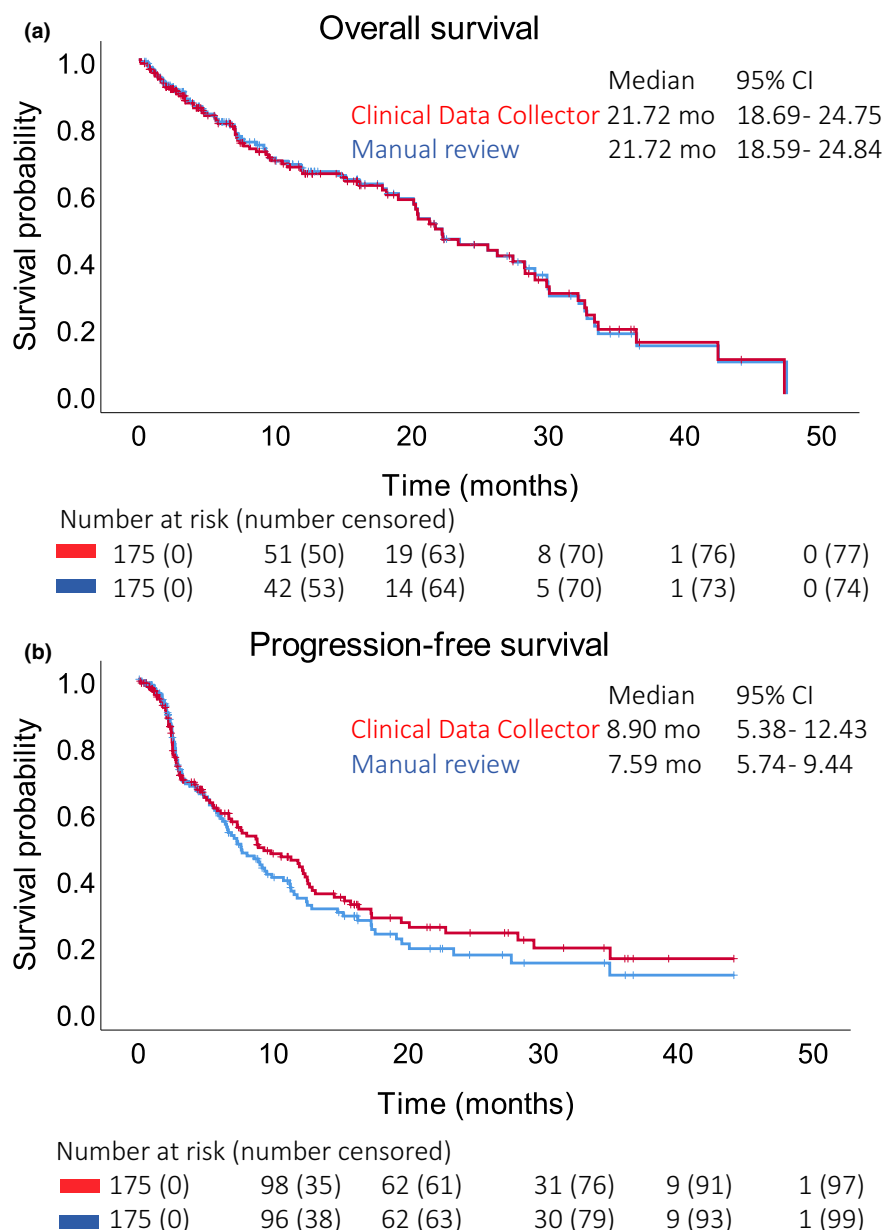 (a) Overall survival
Median 95% CI
Clinical Data Collector 21.72 mo 18.69- 24.75
Manual review 21.72 mo 18.59- 24.84
Survival probability
1.0
0.8
0.6
0.4
0.2
0.0
0 10 20 30 40 50
Time (months)
Number at risk (number censored)
175 (0) 51 (50) 19 (63) 8 (70) 1 (76) 0 (77)
175 (0) 42 (53) 14 (64) 5 (70) 1 (73) 0 (74)
(b) Progression-free survival
Median 95% CI
Clinical Data Collector 8.90 mo 5.38- 12.43
Manual review 7.59 mo 5.74- 9.44
Survival probability
1.0
0.8
0.6
0.4
0.2
0.0
0 10 20 30 40 50
Time (months)
Number at risk (number censored)
175 (0) 98 (35) 62 (61) 31 (76) 9 (91) 1 (97)
175 (0) 96 (38) 62 (63) 30 (79) 9 (93) 1 (99)